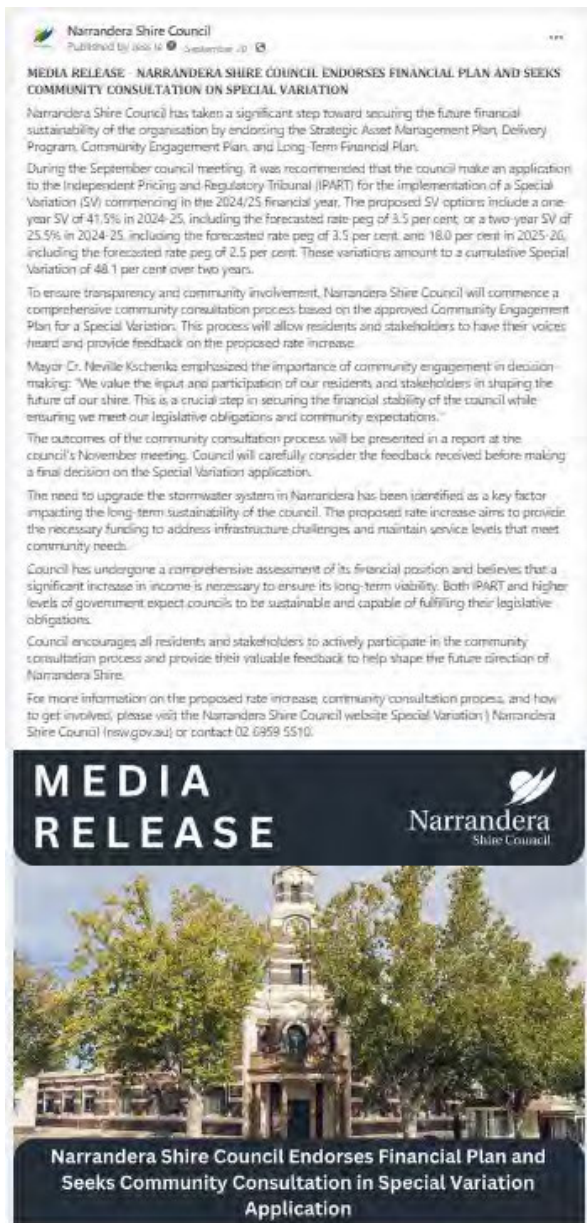 Narrandera Shire Council
Published by
September 20
MEDIA RELEASE - NARRANDERA SHIRE COUNCIL ENDORSES FINANCIAL PLAN AND SEEKS
COMMUNITY CONSULTATION ON SPECIAL VARIATION
Narrandera Shire Council has taken a significant step toward securing the future financial
sustainability of the organisation by endorsing the Strategic Asset Management Plan, Delivery
Program, Community Engagement Plan, and Long-Term Financial Plan.
During the September council meeting, it was recommended that the council make an application
to the Independent Pricing and Regulatory Tribunal (IPART) for the implementation of a Special
Variation (SV) commencing in the 2024/25 financial year. The proposed SV options include a one-
year SV of 41.5% in 2024-25, including the forecasted rate peg of 3.5 per cent, or a two-year SV of
25.5% in 2024-25, including the forecasted rate peg of 3.5 per cent, and 18.0 per cent in 2025-26,
including the forecasted rate peg of 2.5 per cent. These variations amount to a cumulative Special
Variation of 48.1 per cent over two years.
To ensure transparency and community involvement, Narrandera Shire Council will commence a
comprehensive community consultation process based on the approved Community Engagement
Plan for a Special Variation. This process will allow residents and stakeholders to have their voices
heard and provide feedback on the proposed rate increase.
Mayor Cr. Neville Kschenka emphasized the importance of community engagement in decision-
making: "We value the input and participation of our residents and stakeholders in shaping the
future of our shire. This is a crucial step in securing the financial stability of the council while
ensuring we meet our legislative obligations and community expectations."
The outcomes of the community consultation process will be presented in a report at the
council's November meeting. Council will carefully consider the feedback received before making
a final decision on the Special Variation application.
The need to upgrade the stormwater system in Narrandera has been identified as a key factor
impacting the long-term sustainability of the council. The proposed rate increase aims to provide
the necessary funding to address infrastructure challenges and maintain service levels that meet
community needs.
Council has undergone a comprehensive assessment of its financial position and believes that a
significant increase in income is necessary to ensure its long-term viability. Both IPART and higher
levels of government expect councils to be sustainable and capable of fulfilling their legislative
obligations.
Council encourages all residents and stakeholders to actively participate in the community
consultation process and provide their valuable feedback to help shape the future direction of
Narrandera Shire.
For more information on the proposed rate increase, community consultation process, and how
to get involved, please visit the Narrandera Shire Council website Special Variation | Narrandera
Shire Council (nsw.gov.au) or contact 02 6959 5510.
MEDIA
RELEASE
Narrandera
Shire Council
Narrandera Shire Council Endorses Financial Plan and
Seeks Community Consultation in Special Variation
Application